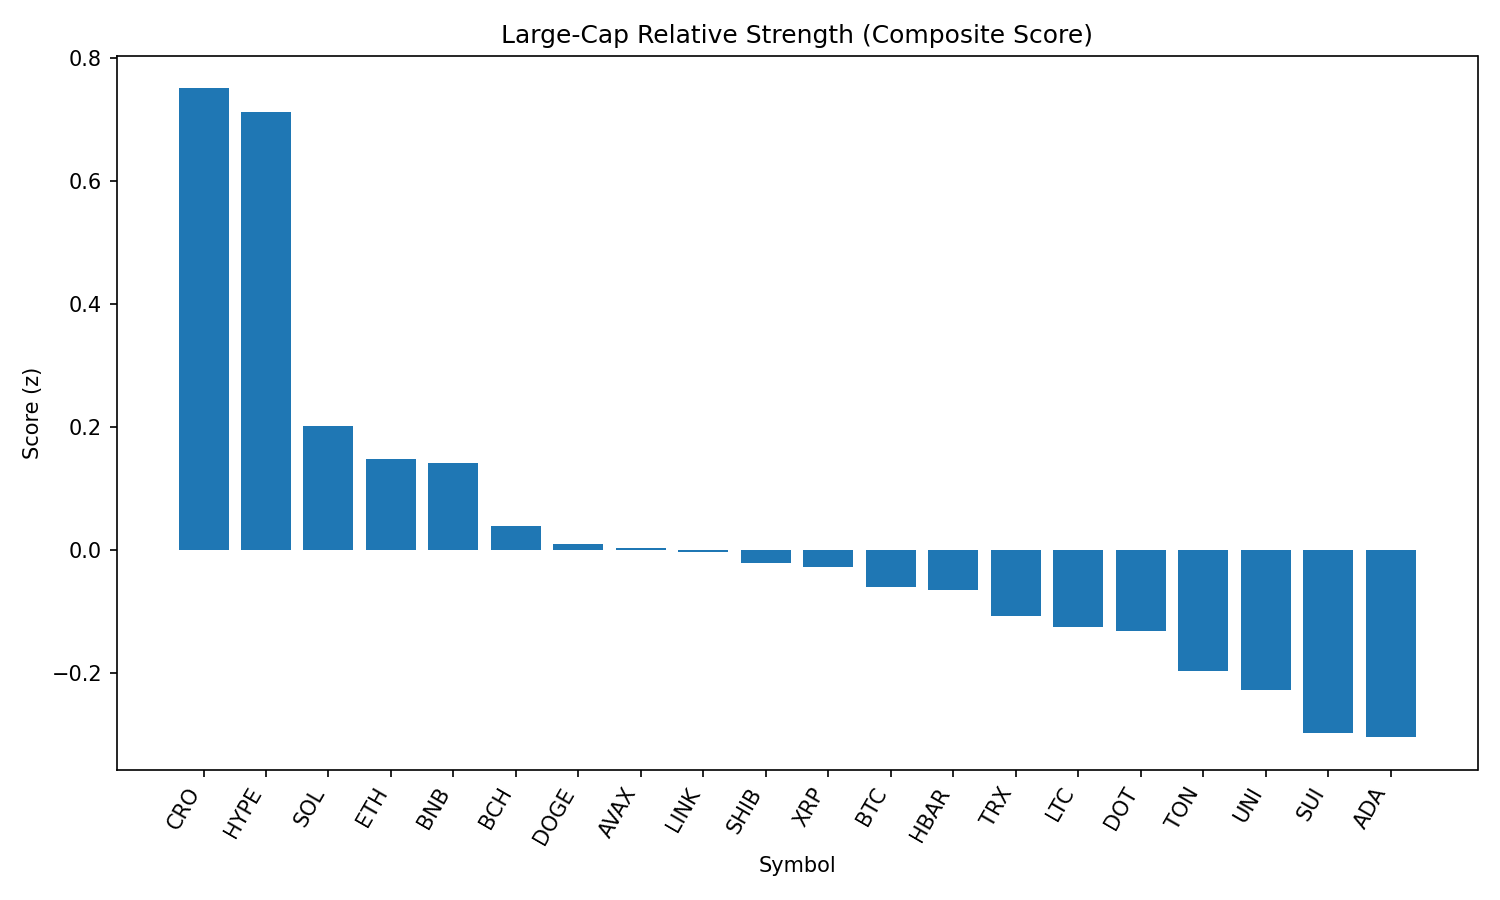 Large-Cap Relative Strength (Composite Score)
0.8
0.6
0.4
0.2
0.0
−0.2
Score (z)
CRO
HYPE
SOL
ETH
BNB
BCH
DOGE
AVAX
LINK
SHIB
XRP
BTC
HBAR
TRX
LTC
DOT
TON
UNI
SUI
ADA
Symbol